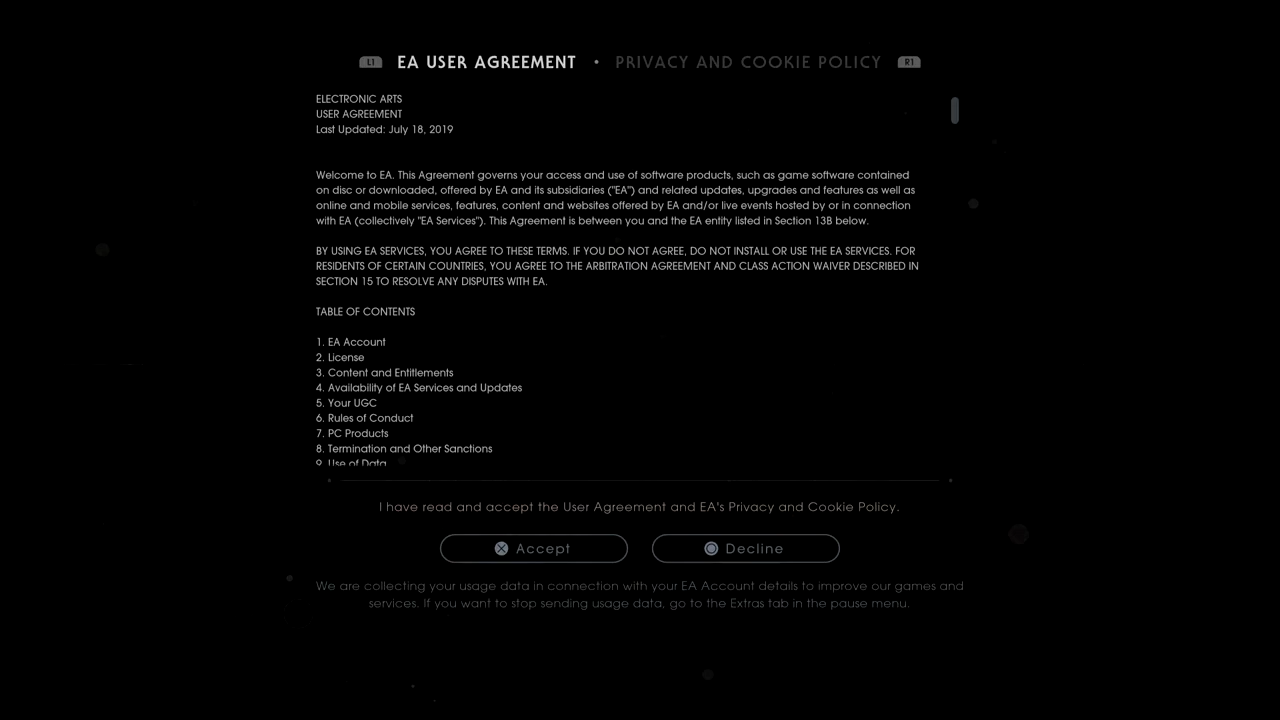 L1 EA USER AGREEMENT • PRIVACY AND COOKIE POLICY R1
ELECTRONIC ARTS
USER AGREEMENT
Last Updated: July 18, 2019
Welcome to EA. This Agreement governs your access and use of software products, such as game software contained
on disc or downloaded, offered by EA and its subsidiaries ("EA") and related updates, upgrades and features as well as
online and mobile services, features, content and websites offered by EA and/or live events hosted by or in connection
with EA (collectively "EA Services"). This Agreement is between you and the EA entity listed in Section 13B below.
BY USING EA SERVICES, YOU AGREE TO THESE TERMS. IF YOU DO NOT AGREE, DO NOT INSTALL OR USE THE EA SERVICES. FOR
RESIDENTS OF CERTAIN COUNTRIES, YOU AGREE TO THE ARBITRATION AGREEMENT AND CLASS ACTION WAIVER DESCRIBED IN
SECTION 15 TO RESOLVE ANY DISPUTES WITH EA.
TABLE OF CONTENTS
1. EA Account
2. License
3. Content and Entitlements
4. Availability of EA Services and Updates
5. Your UGC
6. Rules of Conduct
7. PC Products
8. Termination and Other Sanctions
9. Use of Data
I have read and accept the User Agreement and EA's Privacy and Cookie Policy.
Accept Decline
We are collecting your usage data in connection with your EA Account details to improve our games and
services. If you want to stop sending usage data, go to the Extras tab in the pause menu.